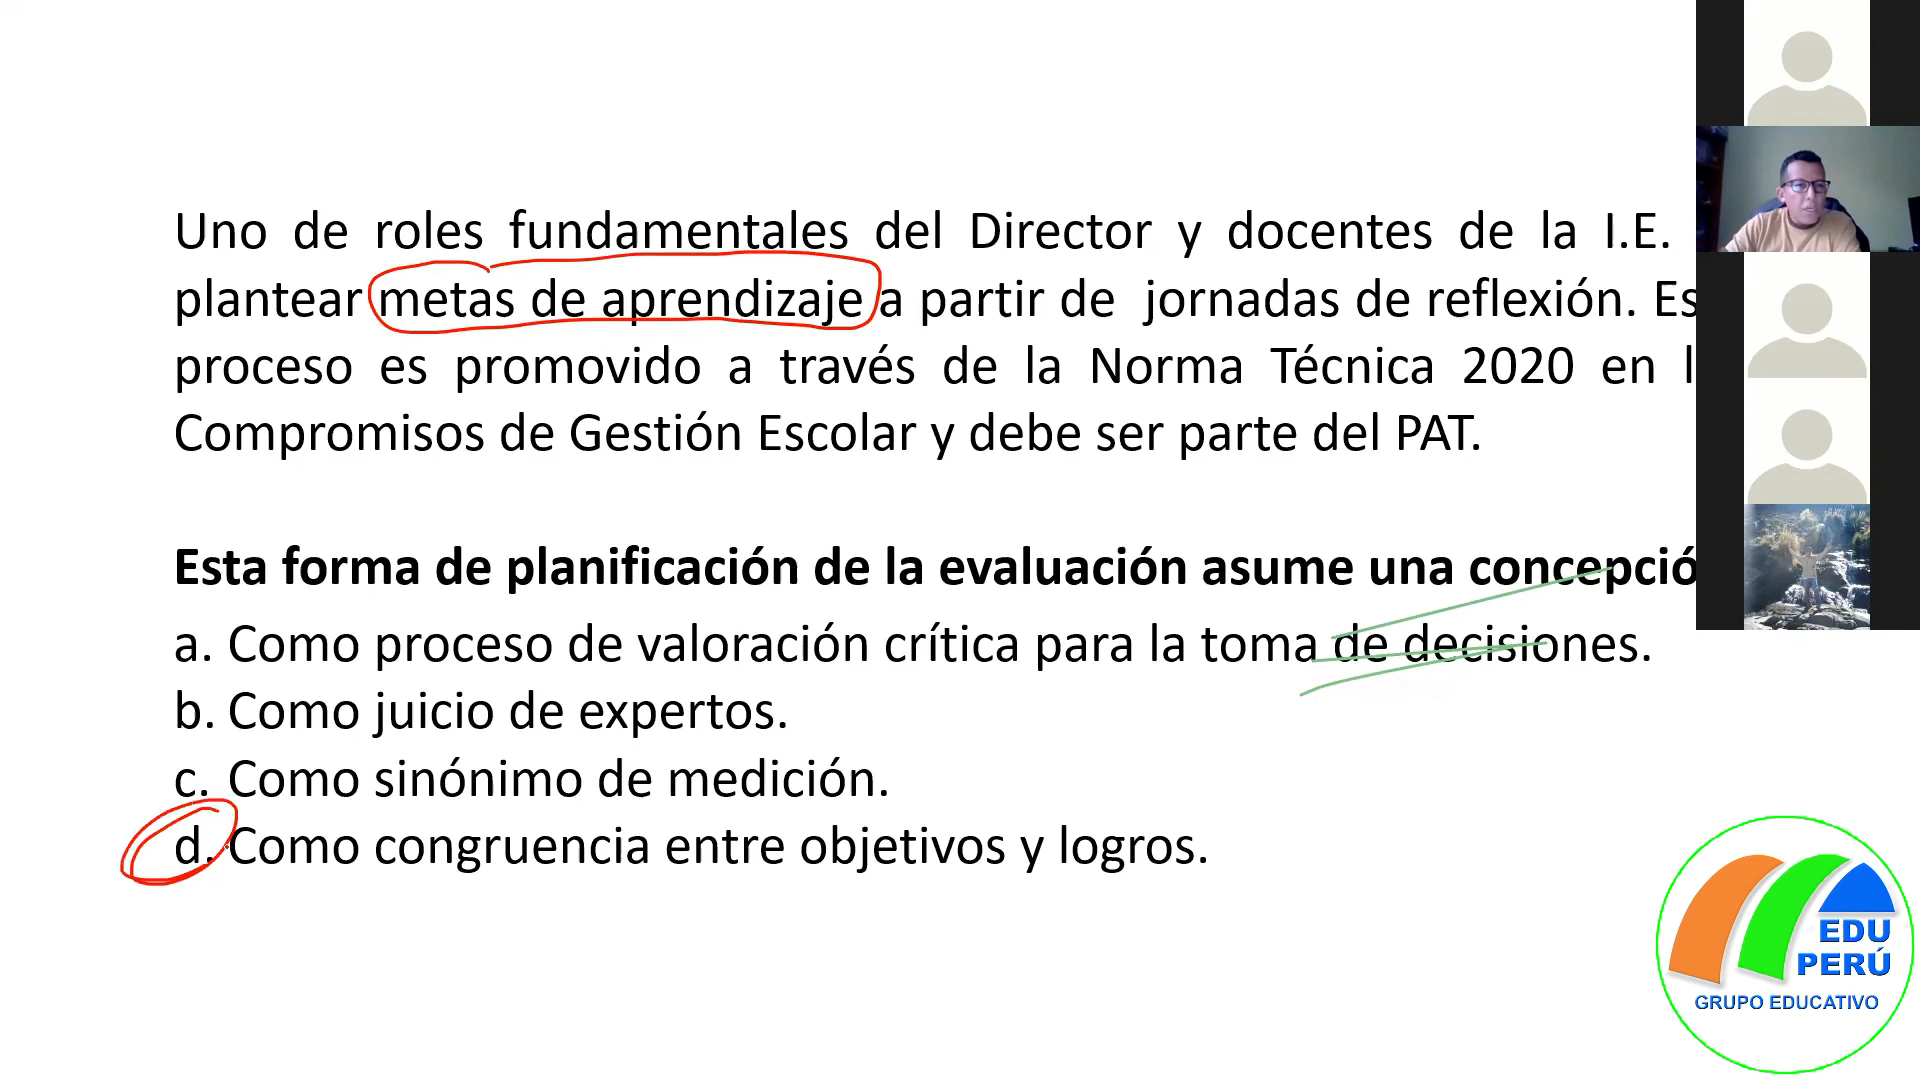 Uno de roles fundamentales del Director y docentes de la I.E.
plantear metas de aprendizaje a partir de jornadas de reflexión. Es
proceso es promovido a través de la Norma Técnica 2020 en l
Compromisos de Gestión Escolar y debe ser parte del PAT.
Esta forma de planificación de la evaluación asume una concepció
a. Como proceso de valoración crítica para la toma de decisiones.
b. Como juicio de expertos.
c. Como sinónimo de medición.
d. Como congruencia entre objetivos y logros.
EDU
PERÚ
GRUPO EDUCATIVO